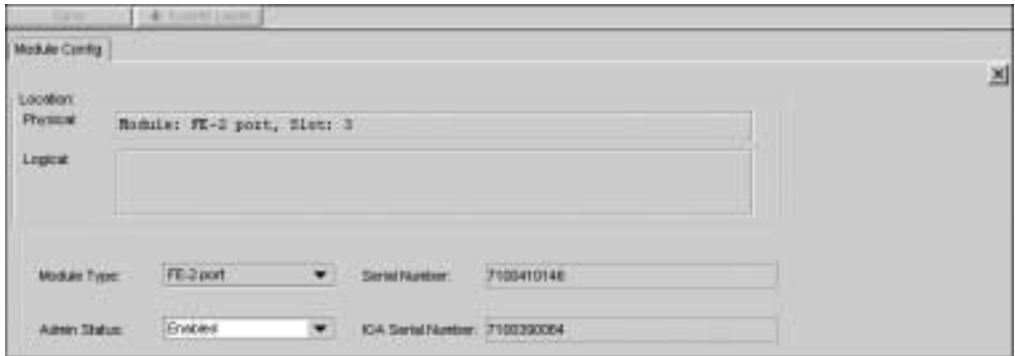 Module Config
Location:
Physical: Module: FE-2 port, Slot: 3
Logical:
Module Type: FE-2 port Serial Number: 7100410146
Admin Status: Enabled IOA Serial Number: 7100390064